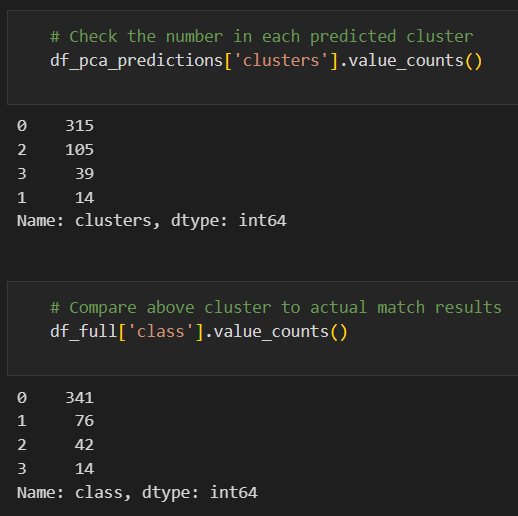 # Check the number in each predicted cluster
df_pca_predictions['clusters'].value_counts()
0    315
2    105
3     39
1     14
Name: clusters, dtype: int64
# Compare above cluster to actual match results
df_full['class'].value_counts()
0    341
1     76
2     42
3     14
Name: class, dtype: int64